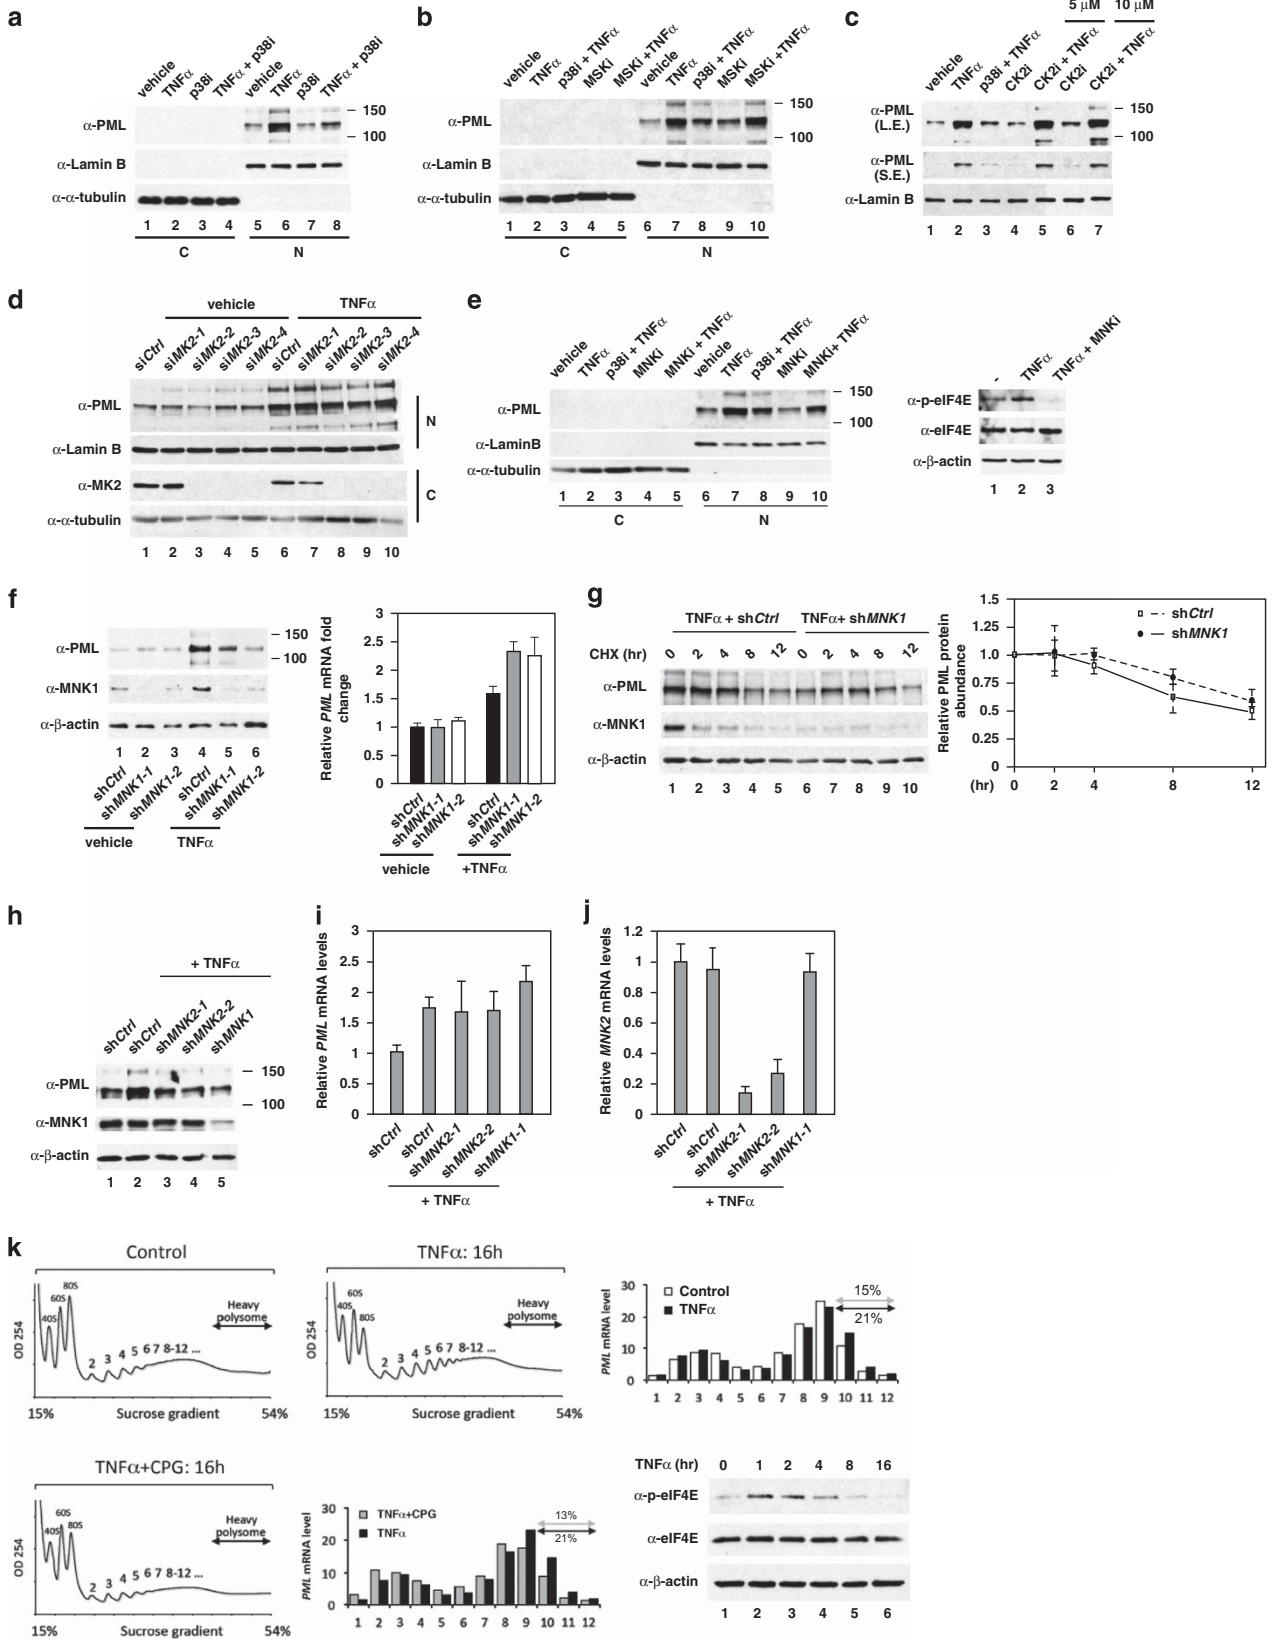 a
vehicle
TNFα
p38i
TNFα + p38i
vehicle
TNFα
p38i
TNFα + p38i
α-PML
150
100
α-Lamin B
α-α-tubulin
1 2 3 4 5 6 7 8
C N
b
vehicle
TNFα
p38i + TNFα
MSKi
MSKi + TNFα
vehicle
TNFα
p38i + TNFα
MSKi
MSKi +TNFα
α-PML
150
100
α-Lamin B
α-α-tubulin
1 2 3 4 5 6 7 8 9 10
C N
c
5 μM 10 μM
vehicle
TNFα
p38i + TNFα
CK2i
CK2i + TNFα
CK2i
CK2i + TNFα
α-PML
(L.E.)
150
100
α-PML
(S.E.)
α-Lamin B
1 2 3 4 5 6 7
d
vehicle TNFα
siCtrl
siMK2-1
siMK2-2
siMK2-3
siMK2-4
siCtrl
siMK2-1
siMK2-2
siMK2-3
siMK2-4
α-PML
N
α-Lamin B
α-MK2
C
α-α-tubulin
1 2 3 4 5 6 7 8 9 10
e
vehicle
TNFα
p38i + TNFα
MNKi
MNKi + TNFα
vehicle
TNFα
p38i + TNFα
MNKi
MNKi+ TNFα
α-PML
150
100
α-LaminB
α-α-tubulin
1 2 3 4 5 6 7 8 9 10
C N
-
TNFα
TNFα + MNKi
α-p-eIF4E
α-eIF4E
α-β-actin
1 2 3
f
α-PML
150
100
α-MNK1
α-β-actin
1 2 3 4 5 6
shCtrl
shMNK1-1
shMNK1-2
shCtrl
shMNK1-1
shMNK1-2
vehicle TNFα
Relative PML mRNA fold
change
3
2.5
2
1.5
1
0.5
0
shCtrl
shMNK1-1
shMNK1-2
shCtrl
shMNK1-1
shMNK1-2
vehicle +TNFα
g
TNFα + shCtrl TNFα+ shMNK1
CHX (hr) 0 2 4 8 12 0 2 4 8 12
α-PML
α-MNK1
α-β-actin
1 2 3 4 5 6 7 8 9 10
Relative PML protein
abundance
1.5
1.25
1.0
0.75
0.5
0.25
0
shCtrl
shMNK1
(hr) 0 2 4 8 12
h
+ TNFα
shCtrl
shCtrl
shMNK2-1
shMNK2-2
shMNK1
α-PML
150
100
α-MNK1
α-β-actin
1 2 3 4 5
i
Relative PML mRNA levels
3
2.5
2
1.5
1
0.5
0
shCtrl
shCtrl
shMNK2-1
shMNK2-2
shMNK1-1
+ TNFα
j
Relative MNK2 mRNA levels
1.2
1
0.8
0.6
0.4
0.2
0
shCtrl
shCtrl
shMNK2-1
shMNK2-2
shMNK1-1
+ TNFα
k
Control
OD 254
40S 60S 80S
2 3 4 5 6 7 8-12 ...
Heavy
polysome
15% Sucrose gradient 54%
TNFα: 16h
OD 254
40S 60S 80S
2 3 4 5 6 7 8-12 ...
Heavy
polysome
15% Sucrose gradient 54%
PML mRNA level
30
20
10
0
Control
TNFα
15%
21%
1 2 3 4 5 6 7 8 9 10 11 12
TNFα+CPG: 16h
OD 254
40S 60S 80S
2 3 4 5 6 7 8-12 ...
Heavy
polysome
15% Sucrose gradient 54%
PML mRNA level
30
20
10
0
TNFα+CPG
TNFα
13%
21%
1 2 3 4 5 6 7 8 9 10 11 12
TNFα (hr) 0 1 2 4 8 16
α-p-eIF4E
α-eIF4E
α-β-actin
1 2 3 4 5 6